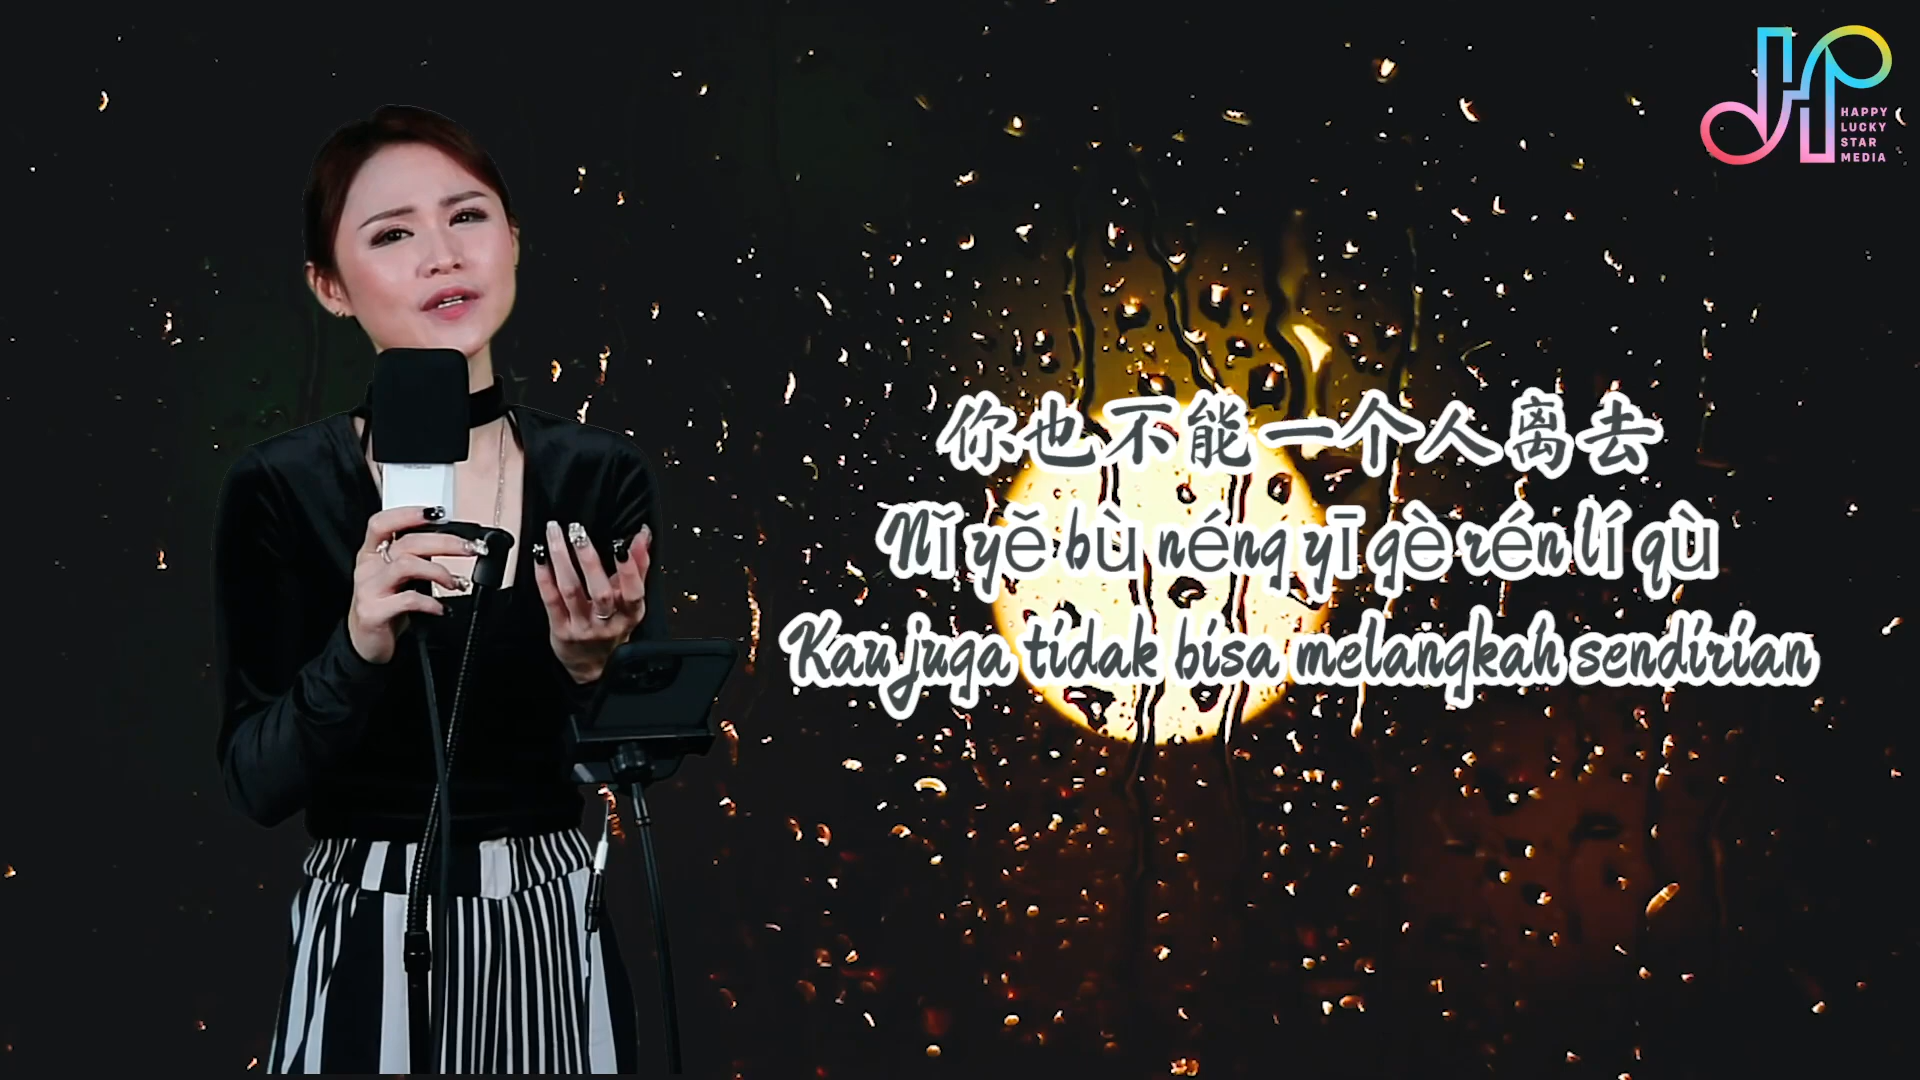 HAPPY
LUCKY
STAR
MEDIA
你也不能一个人离去
Nǐ yě bù néng yī gè rén lí qù
Kau juga tidak bisa melangkah sendirian